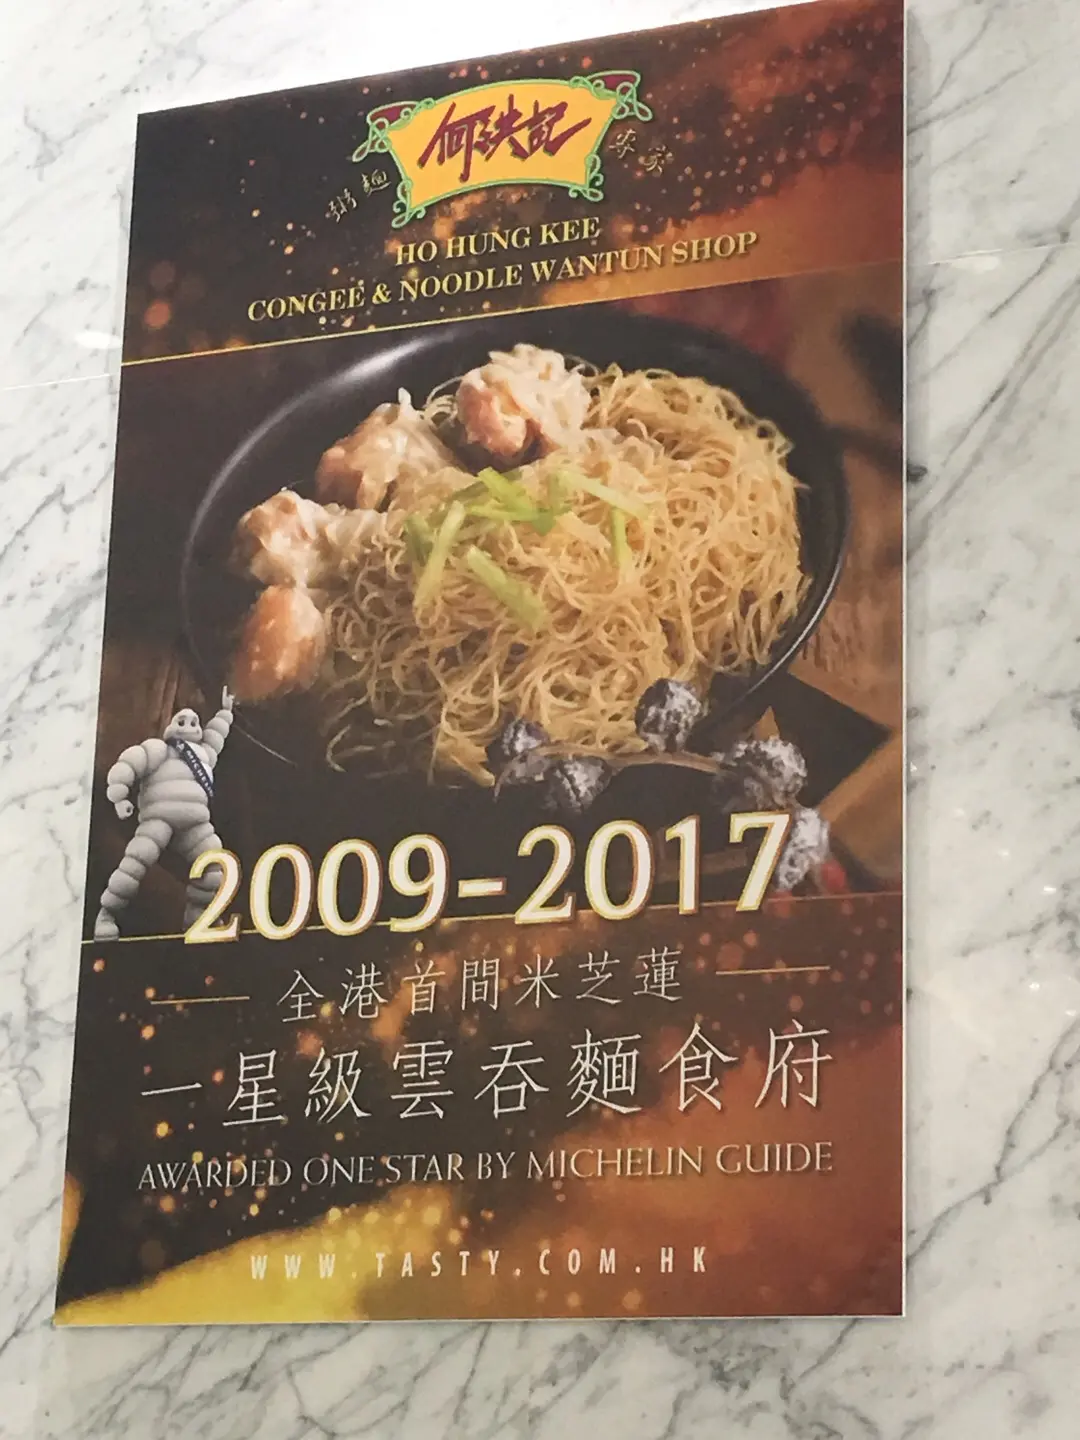 何洪記
粥麵 專家
HO HUNG KEE
CONGEE & NOODLE WANTUN SHOP
MICHELIN
2009-2017
全港首間米芝蓮
一星級雲吞麵食府
AWARDED ONE STAR BY MICHELIN GUIDE
WWW.TASTY.COM.HK